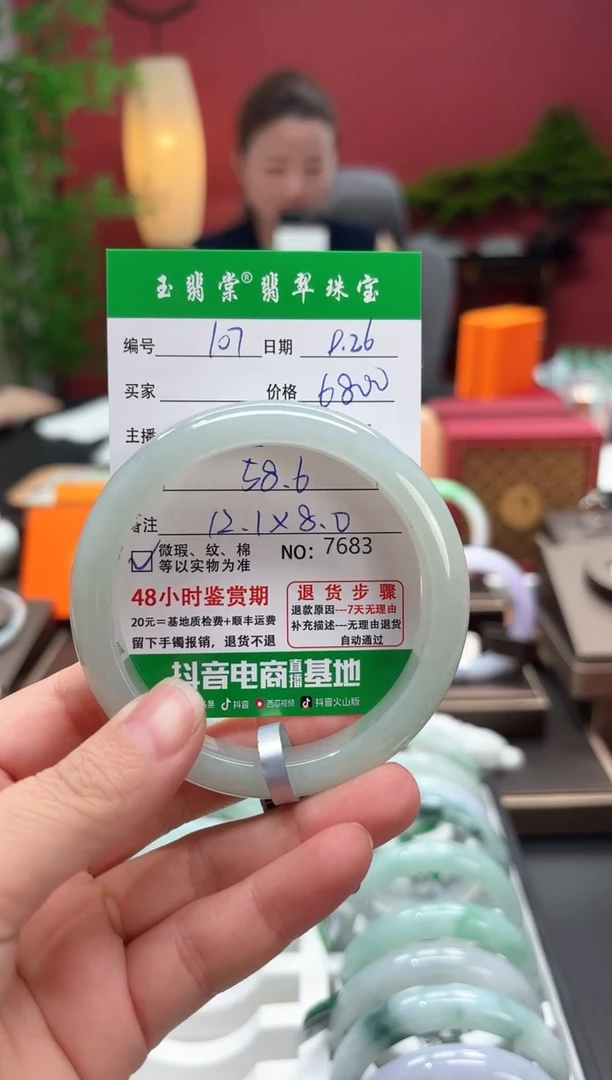 玉翡棠®翡翠珠宝
编号 107 日期 8.26
买家 价格 6800
主播
58.6
备注 12.1×8.0
微瑕、纹、棉
等以实物为准
NO: 7683
48小时鉴赏期
20元=基地质检费+顺丰运费
留下手镯报销，退货不退
退货步骤
退款原因---7天无理由
补充描述---无理由退货
自动通过
抖音电商直播基地
头条 抖音 西瓜视频 抖音火山版